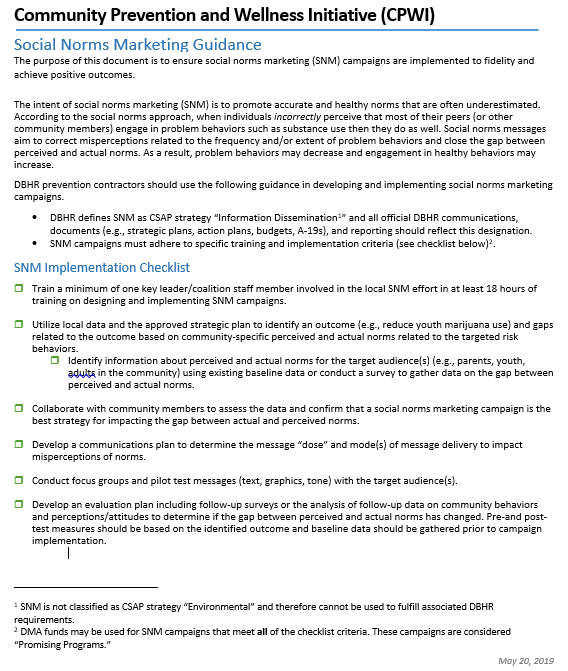 Community Prevention and Wellness Initiative (CPWI)
Social Norms Marketing Guidance
The purpose of this document is to ensure social norms marketing (SNM) campaigns are implemented to fidelity and
achieve positive outcomes.
The intent of social norms marketing (SNM) is to promote accurate and healthy norms that are often underestimated.
According to the social norms approach, when individuals incorrectly perceive that most of their peers (or other
community members) engage in problem behaviors such as substance use then they do as well. Social norms messages
aim to correct misperceptions related to the frequency and/or extent of problem behaviors and close the gap between
perceived and actual norms. As a result, problem behaviors may decrease and engagement in healthy behaviors may
increase.
DBHR prevention contractors should use the following guidance in developing and implementing social norms marketing
campaigns.
• DBHR defines SNM as CSAP strategy “Information Dissemination¹” and all official DBHR communications,
documents (e.g., strategic plans, action plans, budgets, A-19s), and reporting should reflect this designation.
• SNM campaigns must adhere to specific training and implementation criteria (see checklist below)².
SNM Implementation Checklist
❒ Train a minimum of one key leader/coalition staff member involved in the local SNM effort in at least 18 hours of
training on designing and implementing SNM campaigns.
❒ Utilize local data and the approved strategic plan to identify an outcome (e.g., reduce youth marijuana use) and gaps
related to the outcome based on community-specific perceived and actual norms related to the targeted risk
behaviors.
❒ Identify information about perceived and actual norms for the target audience(s) (e.g., parents, youth,
adults in the community) using existing baseline data or conduct a survey to gather data on the gap between
perceived and actual norms.
❒ Collaborate with community members to assess the data and confirm that a social norms marketing campaign is the
best strategy for impacting the gap between actual and perceived norms.
❒ Develop a communications plan to determine the message “dose” and mode(s) of message delivery to impact
misperceptions of norms.
❒ Conduct focus groups and pilot test messages (text, graphics, tone) with the target audience(s).
❒ Develop an evaluation plan including follow-up surveys or the analysis of follow-up data on community behaviors
and perceptions/attitudes to determine if the gap between perceived and actual norms has changed. Pre-and post-
test measures should be based on the identified outcome and baseline data should be gathered prior to campaign
implementation.
¹ SNM is not classified as CSAP strategy “Environmental” and therefore cannot be used to fulfill associated DBHR
requirements.
² DMA funds may be used for SNM campaigns that meet all of the checklist criteria. These campaigns are considered
“Promising Programs.”
May 20, 2019